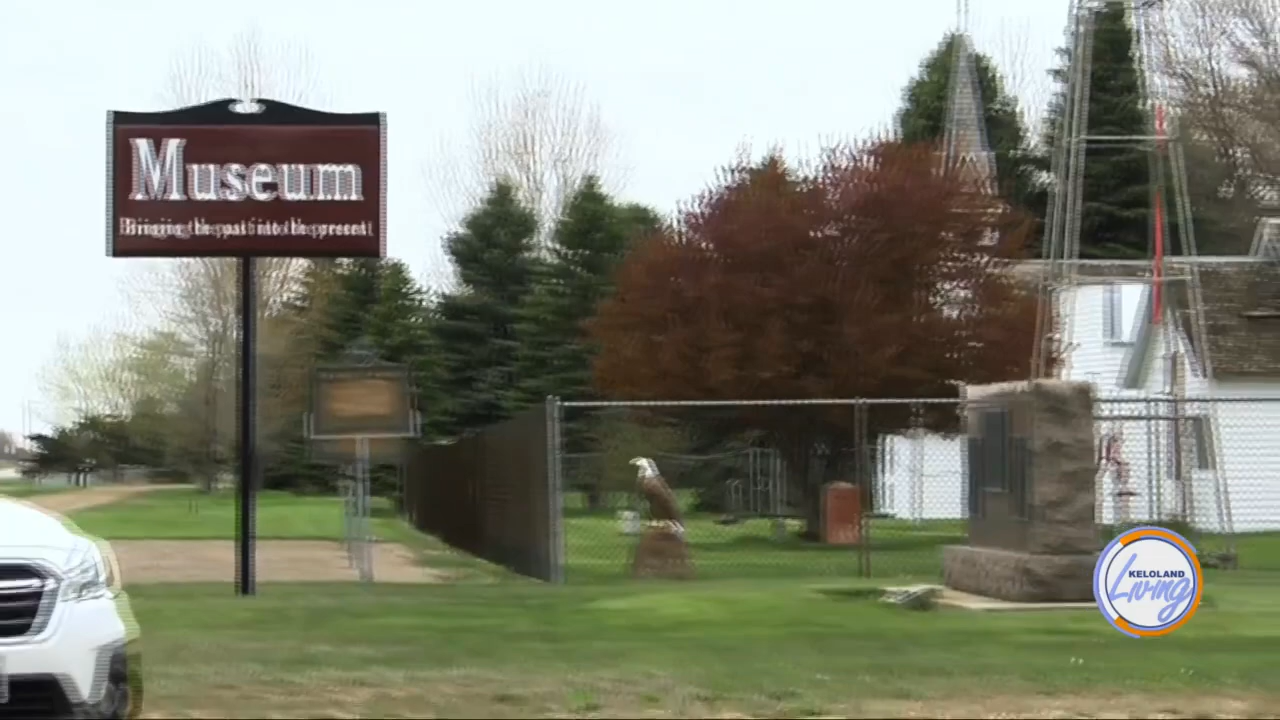 Museum
Bringing the past into the present
KELOLAND
Living